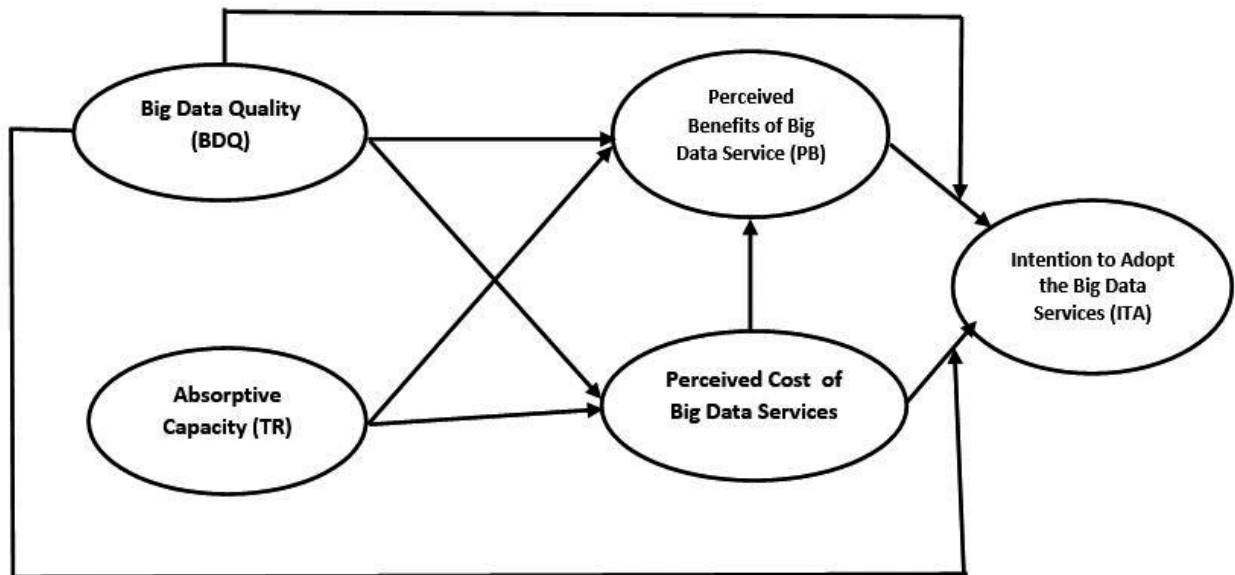 Big Data Quality
(BDQ)
Perceived
Benefits of Big
Data Service (PB)
Intention to Adopt
the Big Data
Services (ITA)
Absorptive
Capacity (TR)
Perceived Cost of
Big Data Services